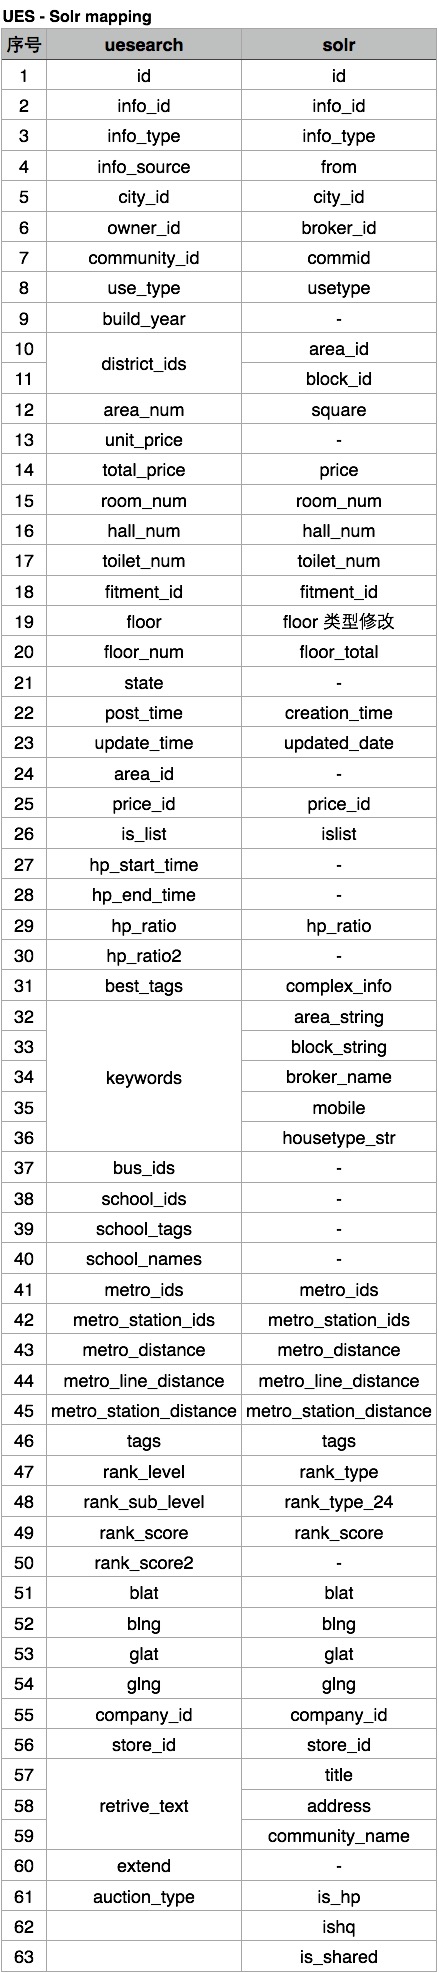 UES - Solr mapping
序号 uesearch solr
1 id id
2 info_id info_id
3 info_type info_type
4 info_source from
5 city_id city_id
6 owner_id broker_id
7 community_id commid
8 use_type usetype
9 build_year -
10 district_ids area_id
11 block_id
12 area_num square
13 unit_price -
14 total_price price
15 room_num room_num
16 hall_num hall_num
17 toilet_num toilet_num
18 fitment_id fitment_id
19 floor floor 类型修改
20 floor_num floor_total
21 state -
22 post_time creation_time
23 update_time updated_date
24 area_id -
25 price_id price_id
26 is_list islist
27 hp_start_time -
28 hp_end_time -
29 hp_ratio hp_ratio
30 hp_ratio2 -
31 best_tags complex_info
32 area_string
33 block_string
34 keywords broker_name
35 mobile
36 housetype_str
37 bus_ids -
38 school_ids -
39 school_tags -
40 school_names -
41 metro_ids metro_ids
42 metro_station_ids metro_station_ids
43 metro_distance metro_distance
44 metro_line_distance metro_line_distance
45 metro_station_distance metro_station_distance
46 tags tags
47 rank_level rank_type
48 rank_sub_level rank_type_24
49 rank_score rank_score
50 rank_score2 -
51 blat blat
52 blng blng
53 glat glat
54 glng glng
55 company_id company_id
56 store_id store_id
57 title
58 retrive_text address
59 community_name
60 extend -
61 auction_type is_hp
62 ishq
63 is_shared